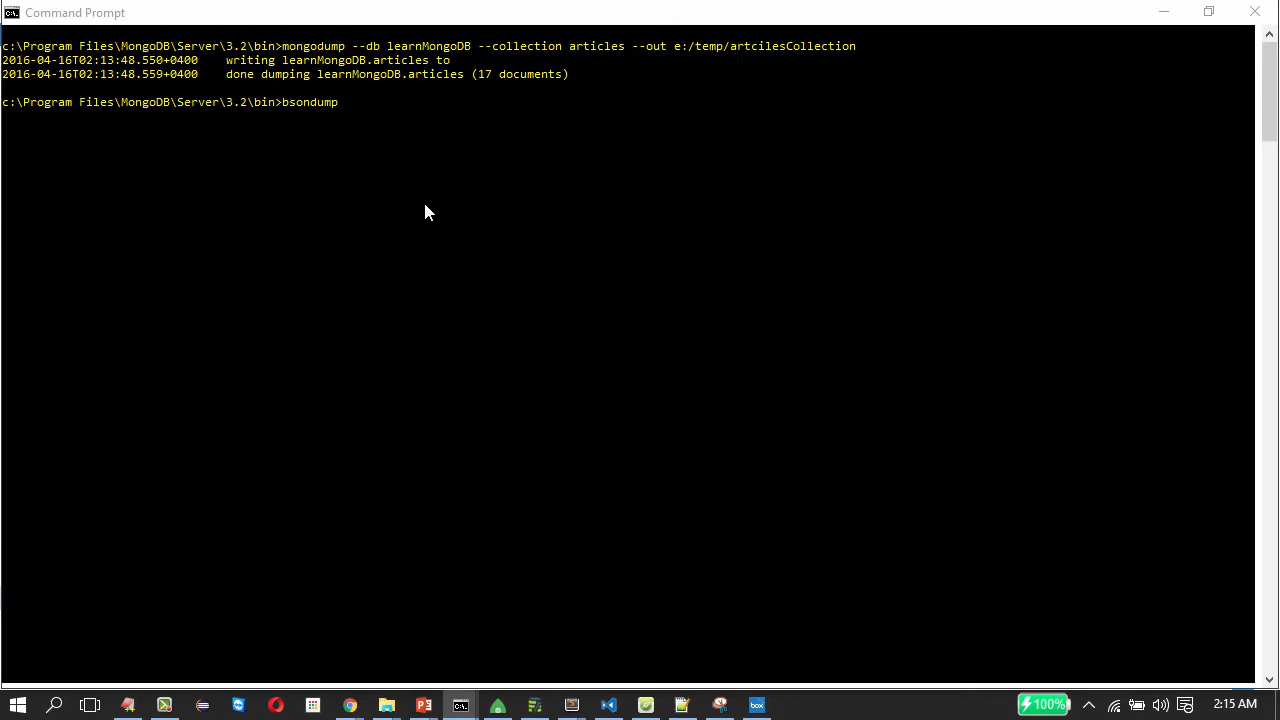 Command Prompt
c:\Program Files\MongoDB\Server\3.2\bin>mongodump --db learnMongoDB --collection articles --out e:/temp/artcilesCollection
2016-04-16T02:13:48.550+0400    writing learnMongoDB.articles to
2016-04-16T02:13:48.559+0400    done dumping learnMongoDB.articles (17 documents)
c:\Program Files\MongoDB\Server\3.2\bin>bsondump
100%
2:15 AM